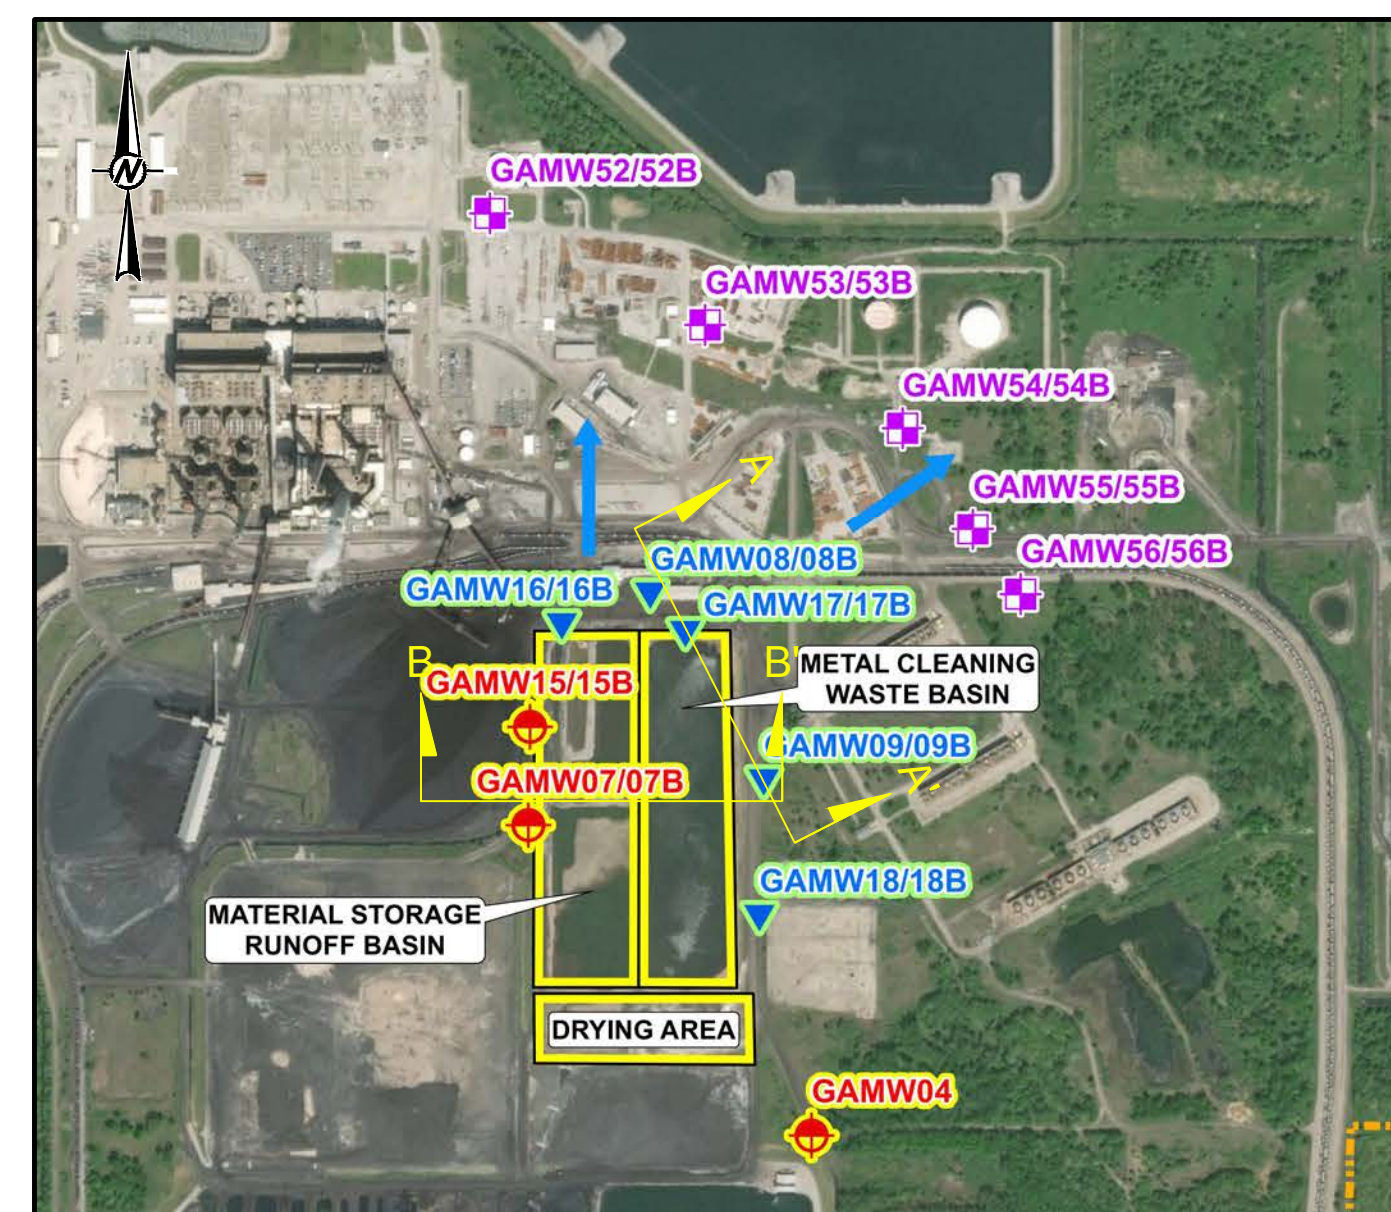 N
GAMW52/52B
GAMW53/53B
GAMW54/54B
A
GAMW55/55B
GAMW08/08B
GAMW56/56B
GAMW16/16B
GAMW17/17B
B
B'
METAL CLEANING
WASTE BASIN
GAMW15/15B
GAMW09/09B
GAMW07/07B
A'
GAMW18/18B
MATERIAL STORAGE
RUNOFF BASIN
DRYING AREA
GAMW04